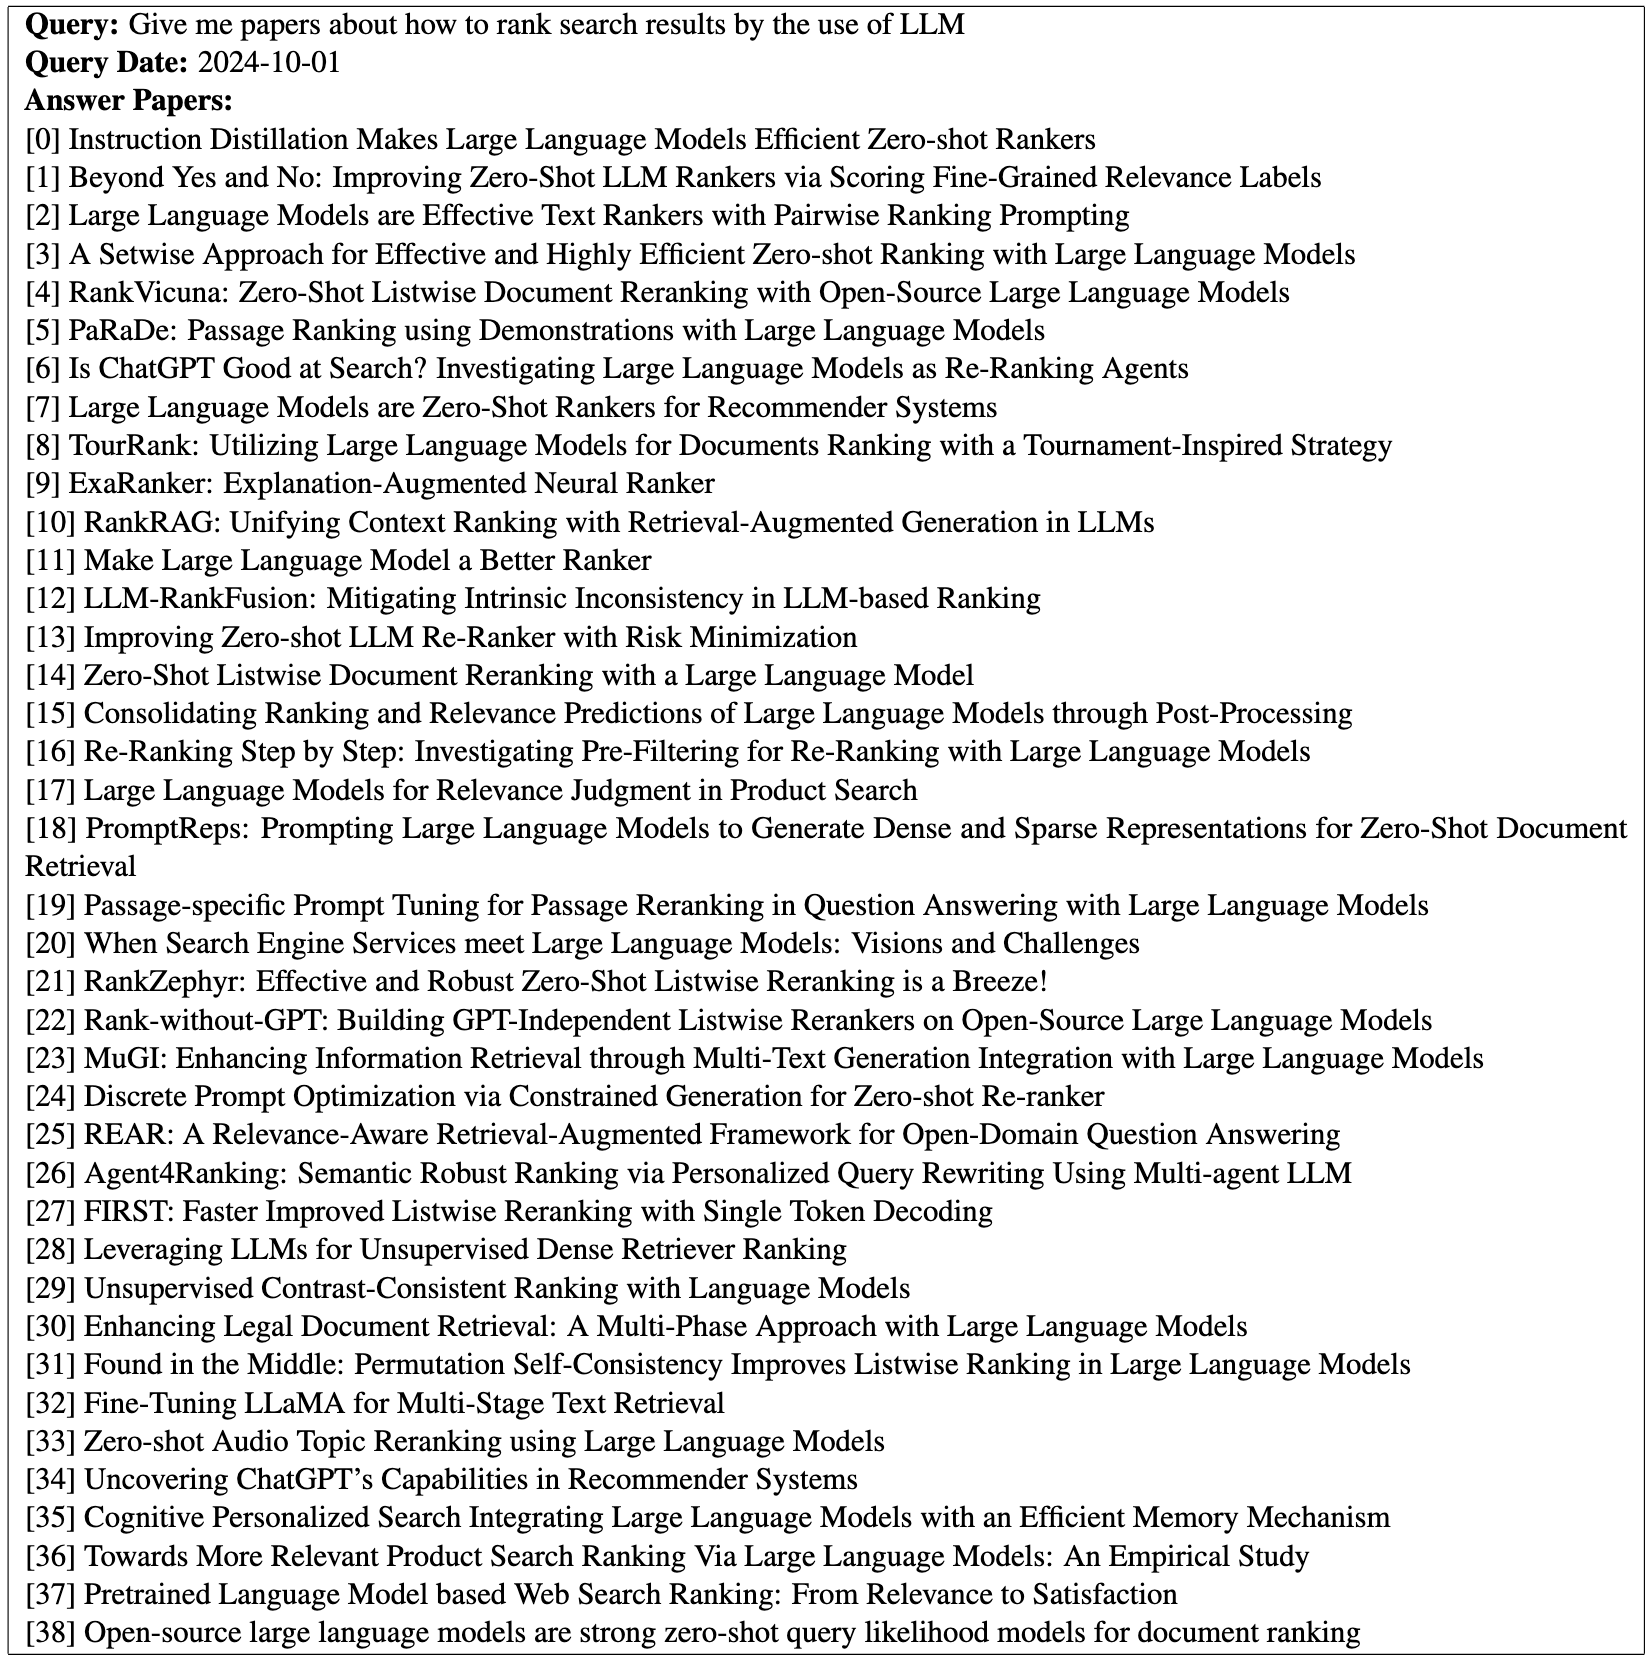 Query: Give me papers about how to rank search results by the use of LLM
Query Date: 2024-10-01
Answer Papers:
[0] Instruction Distillation Makes Large Language Models Efficient Zero-shot Rankers
[1] Beyond Yes and No: Improving Zero-Shot LLM Rankers via Scoring Fine-Grained Relevance Labels
[2] Large Language Models are Effective Text Rankers with Pairwise Ranking Prompting
[3] A Setwise Approach for Effective and Highly Efficient Zero-shot Ranking with Large Language Models
[4] RankVicuna: Zero-Shot Listwise Document Reranking with Open-Source Large Language Models
[5] PaRaDe: Passage Ranking using Demonstrations with Large Language Models
[6] Is ChatGPT Good at Search? Investigating Large Language Models as Re-Ranking Agents
[7] Large Language Models are Zero-Shot Rankers for Recommender Systems
[8] TourRank: Utilizing Large Language Models for Documents Ranking with a Tournament-Inspired Strategy
[9] ExaRanker: Explanation-Augmented Neural Ranker
[10] RankRAG: Unifying Context Ranking with Retrieval-Augmented Generation in LLMs
[11] Make Large Language Model a Better Ranker
[12] LLM-RankFusion: Mitigating Intrinsic Inconsistency in LLM-based Ranking
[13] Improving Zero-shot LLM Re-Ranker with Risk Minimization
[14] Zero-Shot Listwise Document Reranking with a Large Language Model
[15] Consolidating Ranking and Relevance Predictions of Large Language Models through Post-Processing
[16] Re-Ranking Step by Step: Investigating Pre-Filtering for Re-Ranking with Large Language Models
[17] Large Language Models for Relevance Judgment in Product Search
[18] PromptReps: Prompting Large Language Models to Generate Dense and Sparse Representations for Zero-Shot Document
Retrieval
[19] Passage-specific Prompt Tuning for Passage Reranking in Question Answering with Large Language Models
[20] When Search Engine Services meet Large Language Models: Visions and Challenges
[21] RankZephyr: Effective and Robust Zero-Shot Listwise Reranking is a Breeze!
[22] Rank-without-GPT: Building GPT-Independent Listwise Rerankers on Open-Source Large Language Models
[23] MuGI: Enhancing Information Retrieval through Multi-Text Generation Integration with Large Language Models
[24] Discrete Prompt Optimization via Constrained Generation for Zero-shot Re-ranker
[25] REAR: A Relevance-Aware Retrieval-Augmented Framework for Open-Domain Question Answering
[26] Agent4Ranking: Semantic Robust Ranking via Personalized Query Rewriting Using Multi-agent LLM
[27] FIRST: Faster Improved Listwise Reranking with Single Token Decoding
[28] Leveraging LLMs for Unsupervised Dense Retriever Ranking
[29] Unsupervised Contrast-Consistent Ranking with Language Models
[30] Enhancing Legal Document Retrieval: A Multi-Phase Approach with Large Language Models
[31] Found in the Middle: Permutation Self-Consistency Improves Listwise Ranking in Large Language Models
[32] Fine-Tuning LLaMA for Multi-Stage Text Retrieval
[33] Zero-shot Audio Topic Reranking using Large Language Models
[34] Uncovering ChatGPT's Capabilities in Recommender Systems
[35] Cognitive Personalized Search Integrating Large Language Models with an Efficient Memory Mechanism
[36] Towards More Relevant Product Search Ranking Via Large Language Models: An Empirical Study
[37] Pretrained Language Model based Web Search Ranking: From Relevance to Satisfaction
[38] Open-source large language models are strong zero-shot query likelihood models for document ranking